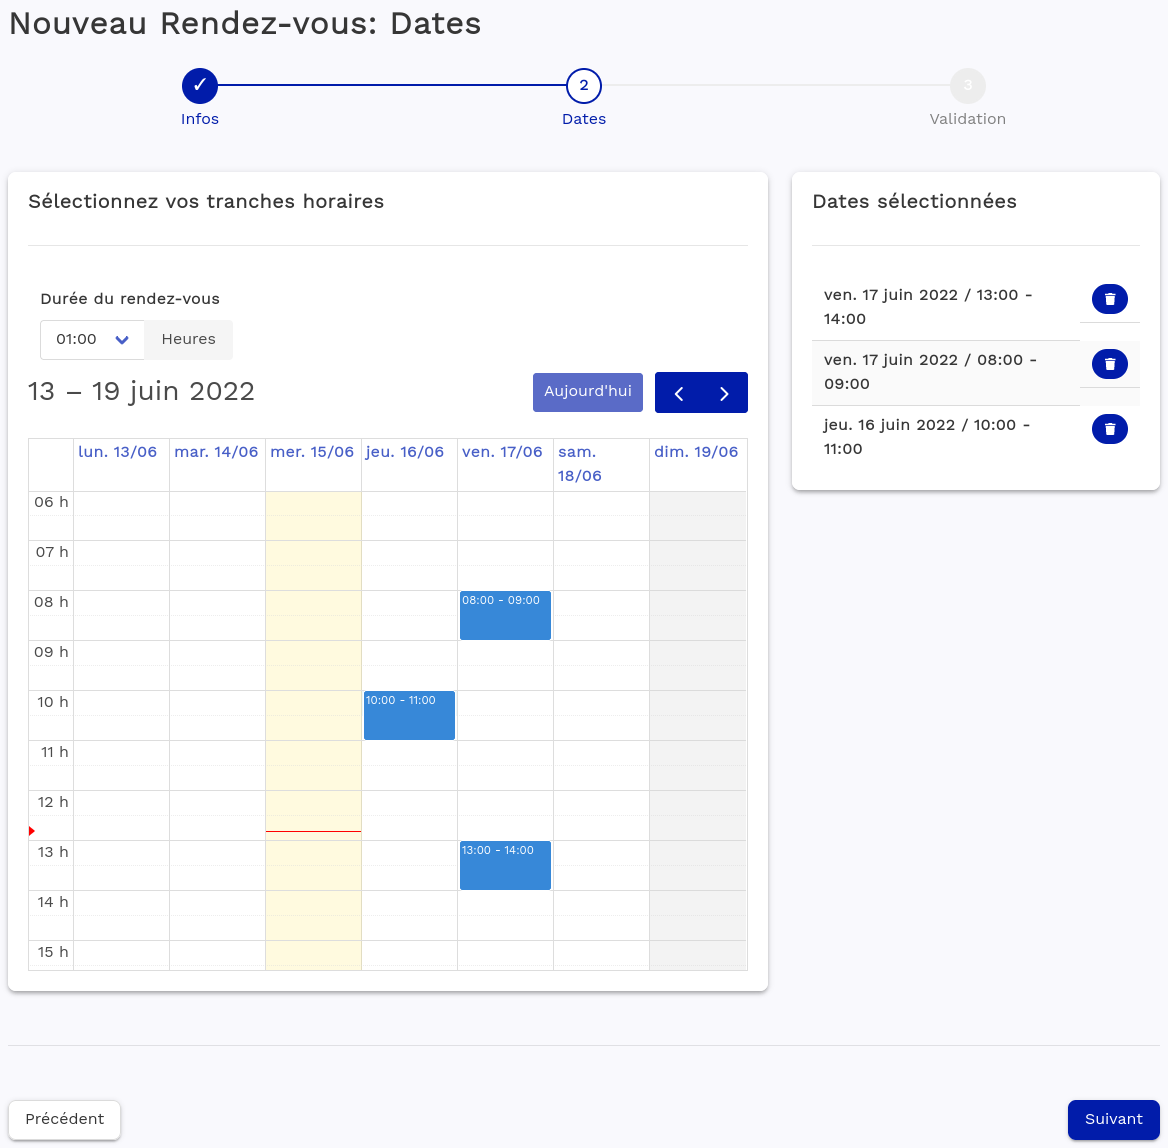 Nouveau Rendez-vous: Dates
✓
2
3
Infos
Dates
Validation
Sélectionnez vos tranches horaires
Durée du rendez-vous
01:00
Heures
13 – 19 juin 2022
Aujourd'hui
lun. 13/06
mar. 14/06
mer. 15/06
jeu. 16/06
ven. 17/06
sam.
18/06
dim. 19/06
06 h
07 h
08 h
08:00 - 09:00
09 h
10 h
10:00 - 11:00
11 h
12 h
13 h
13:00 - 14:00
14 h
15 h
Dates sélectionnées
ven. 17 juin 2022 / 13:00 -
14:00
ven. 17 juin 2022 / 08:00 -
09:00
jeu. 16 juin 2022 / 10:00 -
11:00
Précédent
Suivant